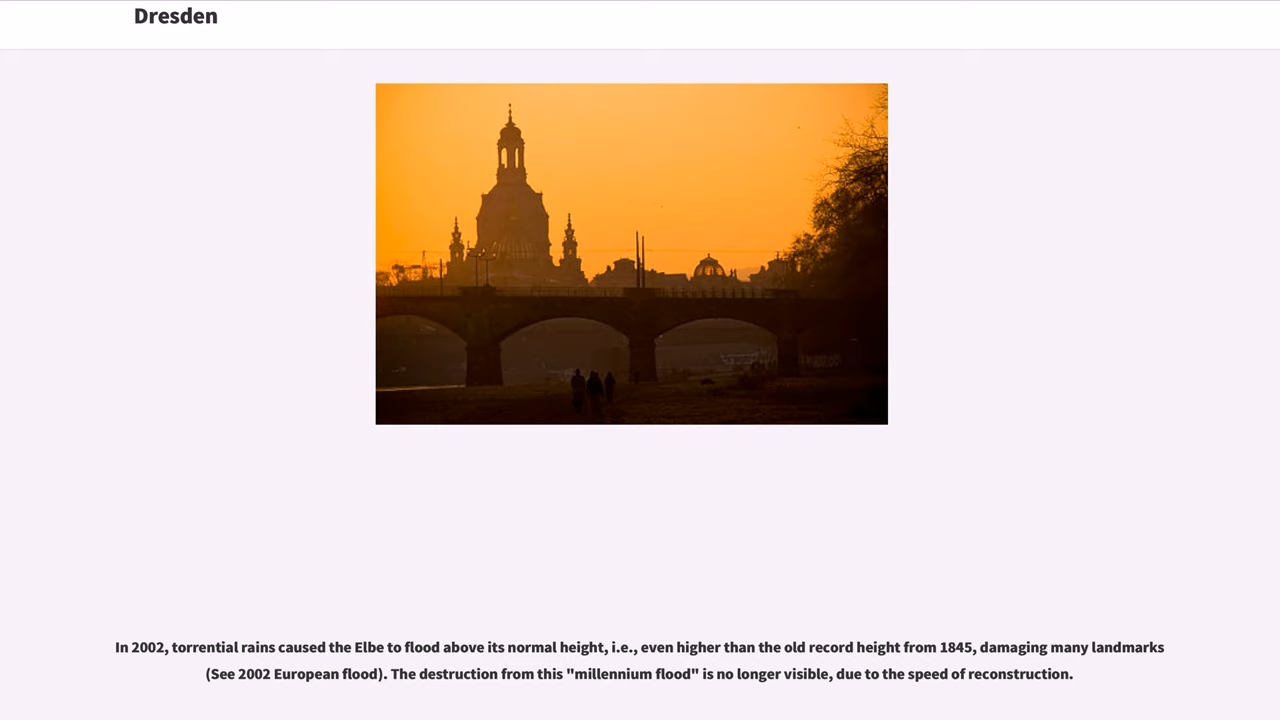 Dresden
In 2002, torrential rains caused the Elbe to flood above its normal height, i.e., even higher than the old record height from 1845, damaging many landmarks
(See 2002 European flood). The destruction from this "millennium flood" is no longer visible, due to the speed of reconstruction.